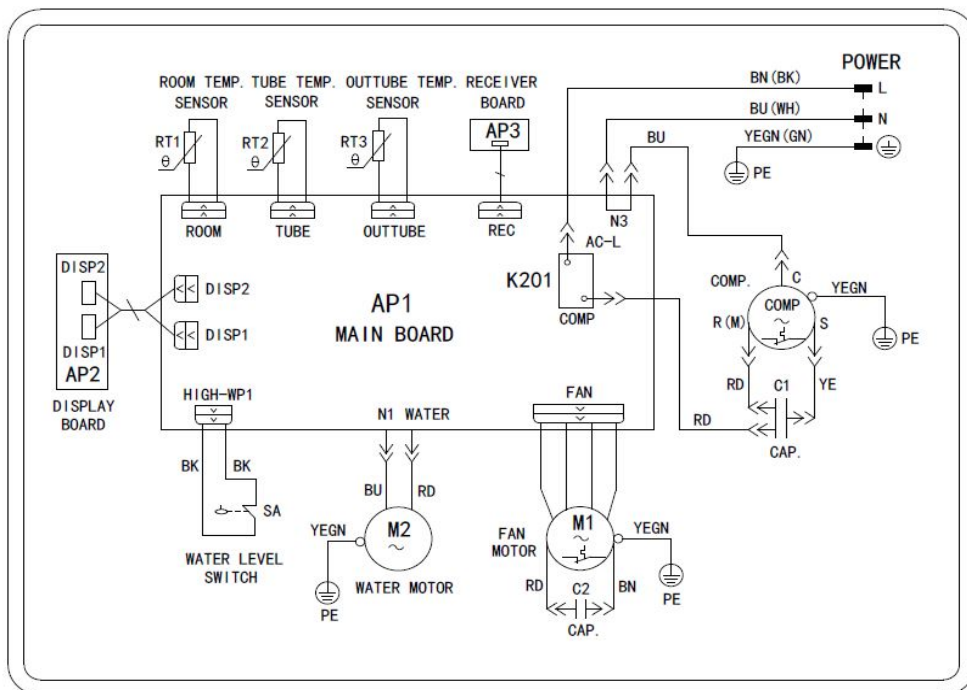 POWER
BN(BK)
L
BU(WH)
N
YEGN(GN)
PE
BU
ROOM TEMP. SENSOR
TUBE TEMP. SENSOR
OUTTUBE TEMP. SENSOR
RECEIVER BOARD
RT1
θ
RT2
θ
RT3
θ
AP3
ROOM
TUBE
OUTTUBE
REC
N3
AC-L
K201
COMP
DISP2
DISP1
AP2
DISPLAY
BOARD
DISP2
DISP1
AP1
MAIN BOARD
COMP.
C
COMP
~
YEGN
PE
R(M)
S
RD
C1
YE
RD
CAP.
HIGH-WP1
N1 WATER
FAN
BK
BK
SA
WATER LEVEL
SWITCH
BU
RD
YEGN
M2
~
PE
WATER MOTOR
FAN
MOTOR
M1
~
YEGN
PE
RD
C2
BN
CAP.